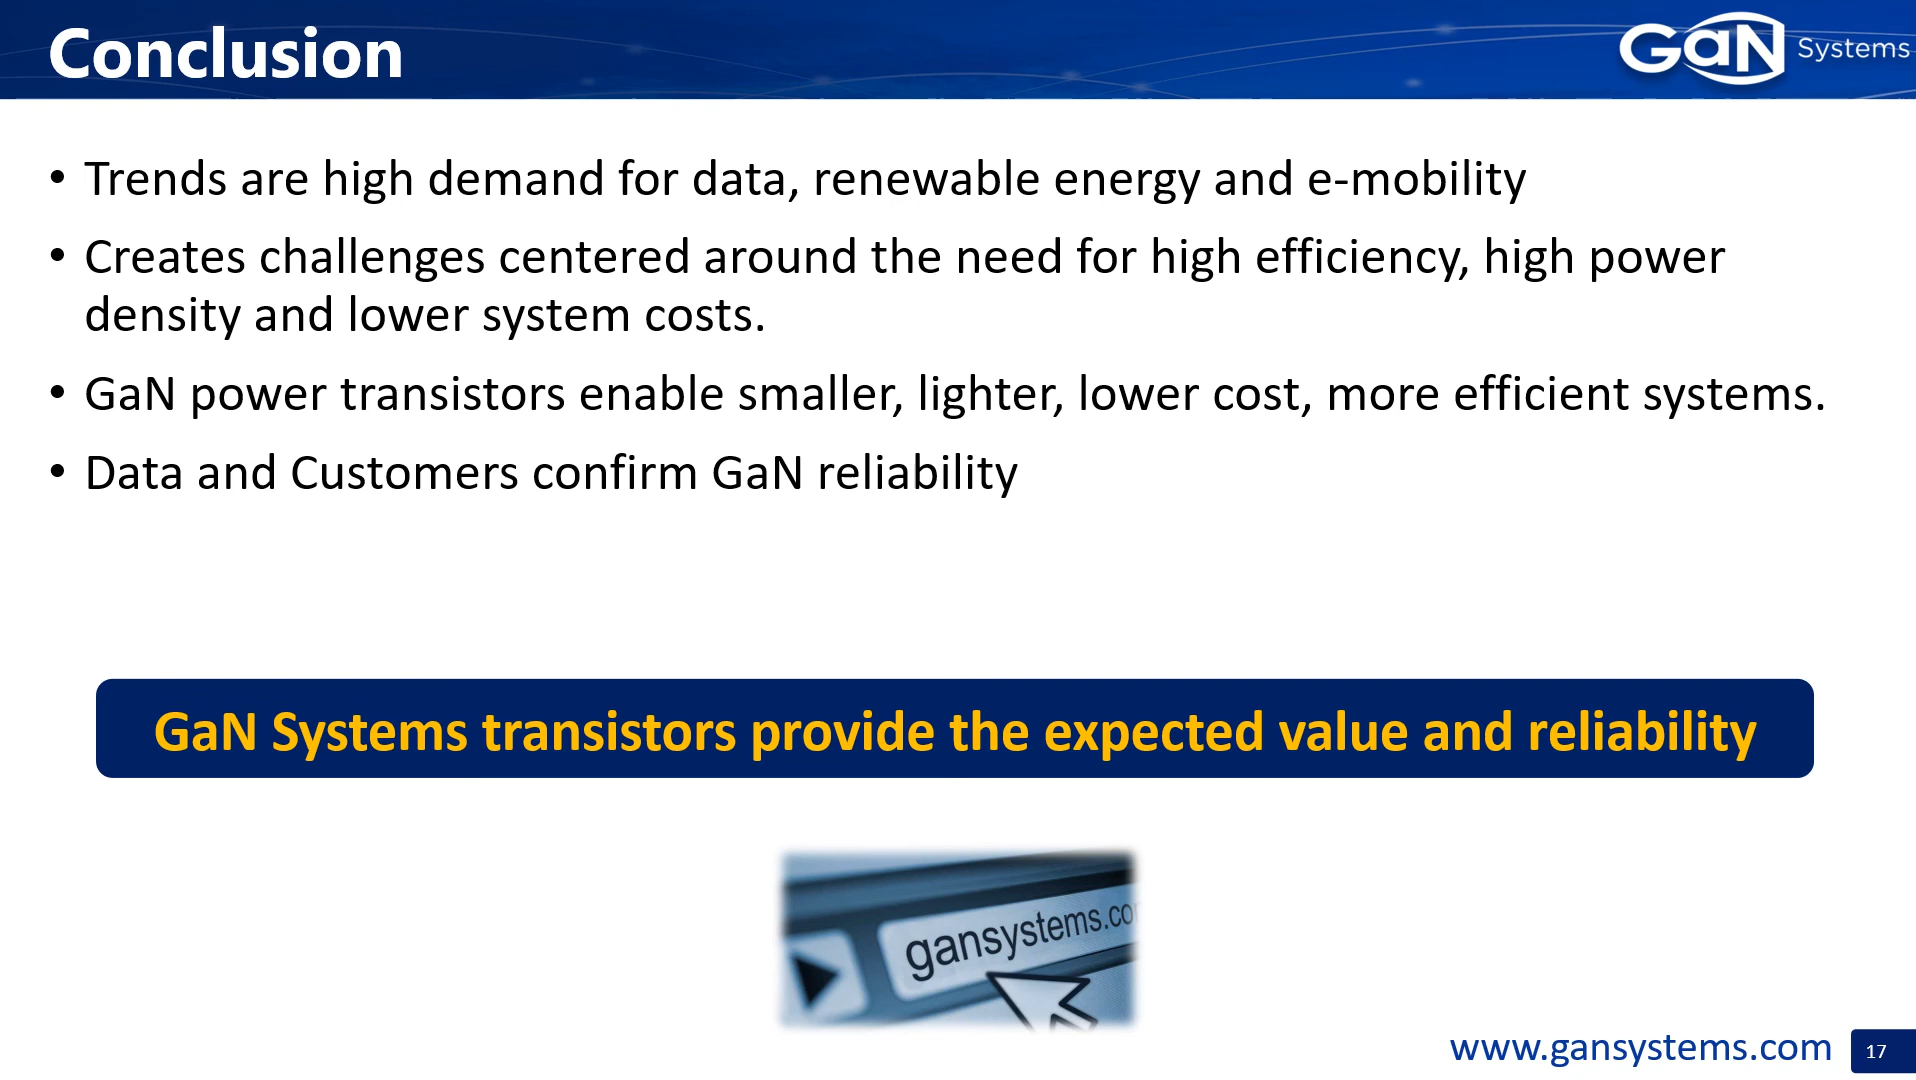 Conclusion
GaN Systems
• Trends are high demand for data, renewable energy and e-mobility
• Creates challenges centered around the need for high efficiency, high power
density and lower system costs.
• GaN power transistors enable smaller, lighter, lower cost, more efficient systems.
• Data and Customers confirm GaN reliability
GaN Systems transistors provide the expected value and reliability
gansystems.co
www.gansystems.com
17